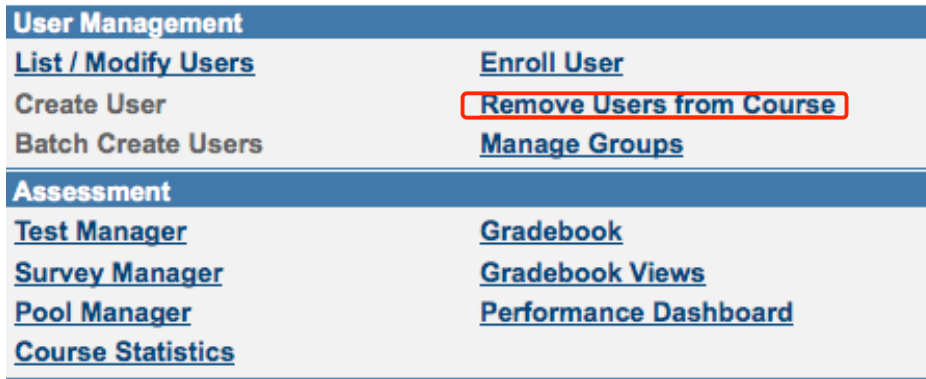 User Management
List / Modify Users
Enroll User
Create User
Remove Users from Course
Batch Create Users
Manage Groups
Assessment
Test Manager
Gradebook
Survey Manager
Gradebook Views
Pool Manager
Performance Dashboard
Course Statistics